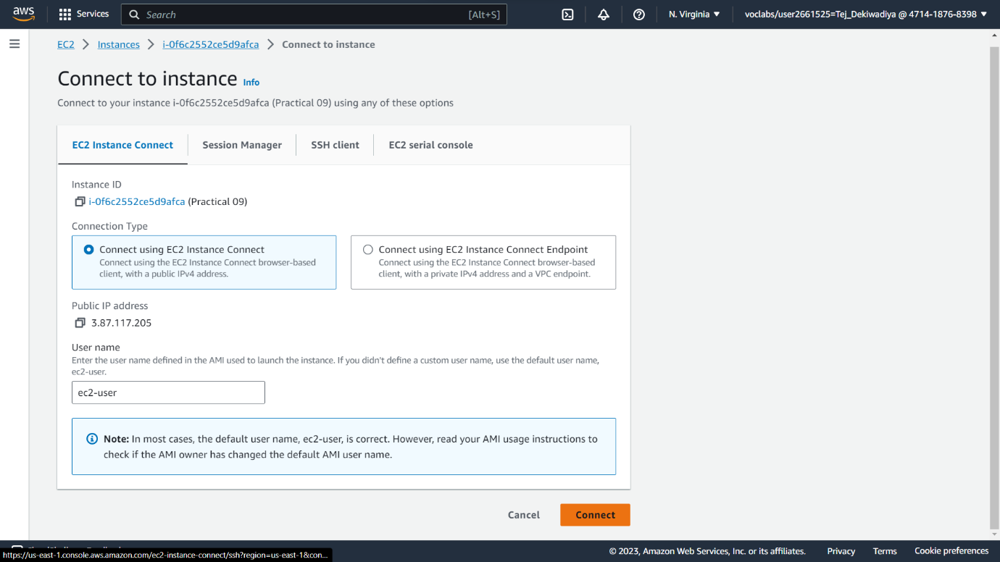 aws
Services
Search
[Alt+S]
N. Virginia
voclabs/user2661525=Tej_Dekiwadiya @ 4714-1876-8398
EC2 > Instances > i-0f6c2552ce5d9afca > Connect to instance
Connect to instance Info
Connect to your instance i-0f6c2552ce5d9afca (Practical 09) using any of these options
EC2 Instance Connect
Session Manager
SSH client
EC2 serial console
Instance ID
i-0f6c2552ce5d9afca (Practical 09)
Connection Type
Connect using EC2 Instance Connect
Connect using the EC2 Instance Connect browser-based
client, with a public IPv4 address.
Connect using EC2 Instance Connect Endpoint
Connect using the EC2 Instance Connect browser-based
client, with a private IPv4 address and a VPC endpoint.
Public IP address
3.87.117.205
User name
Enter the user name defined in the AMI used to launch the instance. If you didn't define a custom user name, use the default user name,
ec2-user.
ec2-user
Note: In most cases, the default user name, ec2-user, is correct. However, read your AMI usage instructions to
check if the AMI owner has changed the default AMI user name.
Cancel
Connect
https://us-east-1.console.aws.amazon.com/ec2-instance-connect/ssh?region=us-east-1&con...
© 2023, Amazon Web Services, Inc. or its affiliates.
Privacy
Terms
Cookie preferences